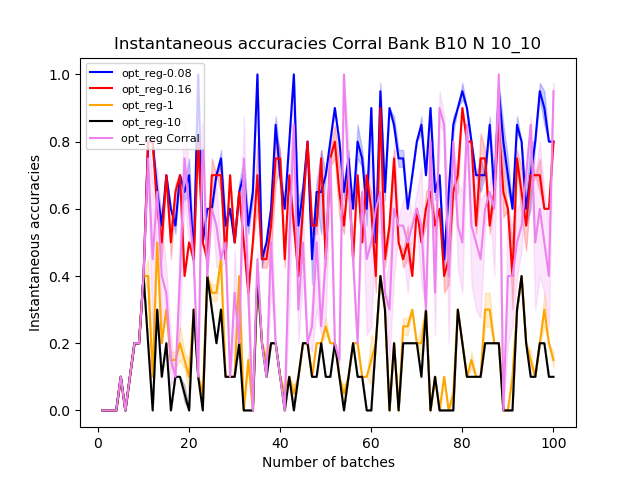 Instantaneous accuracies Corral Bank B10 N 10_10
opt_reg-0.08
opt_reg-0.16
opt_reg-1
opt_reg-10
opt_reg Corral
1.0
0.8
0.6
0.4
0.2
0.0
Instantaneous accuracies
0
20
40
60
80
100
Number of batches